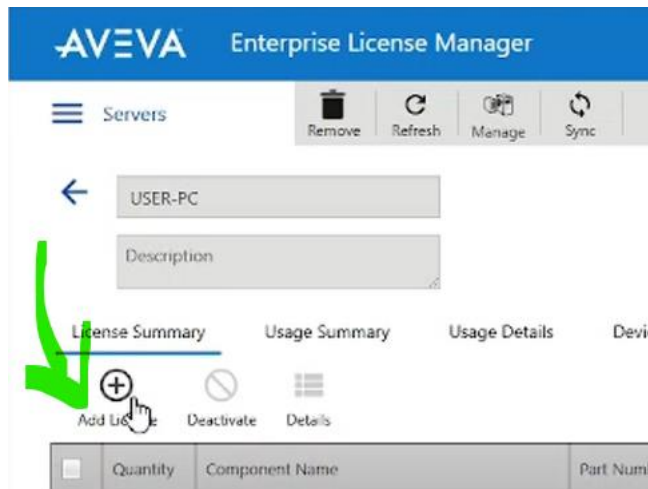 AVEVA Enterprise License Manager
Servers Remove Refresh Manage Sync
USER-PC
Description
License Summary Usage Summary Usage Details
Add Deactivate Details
Quantity Component Name Part